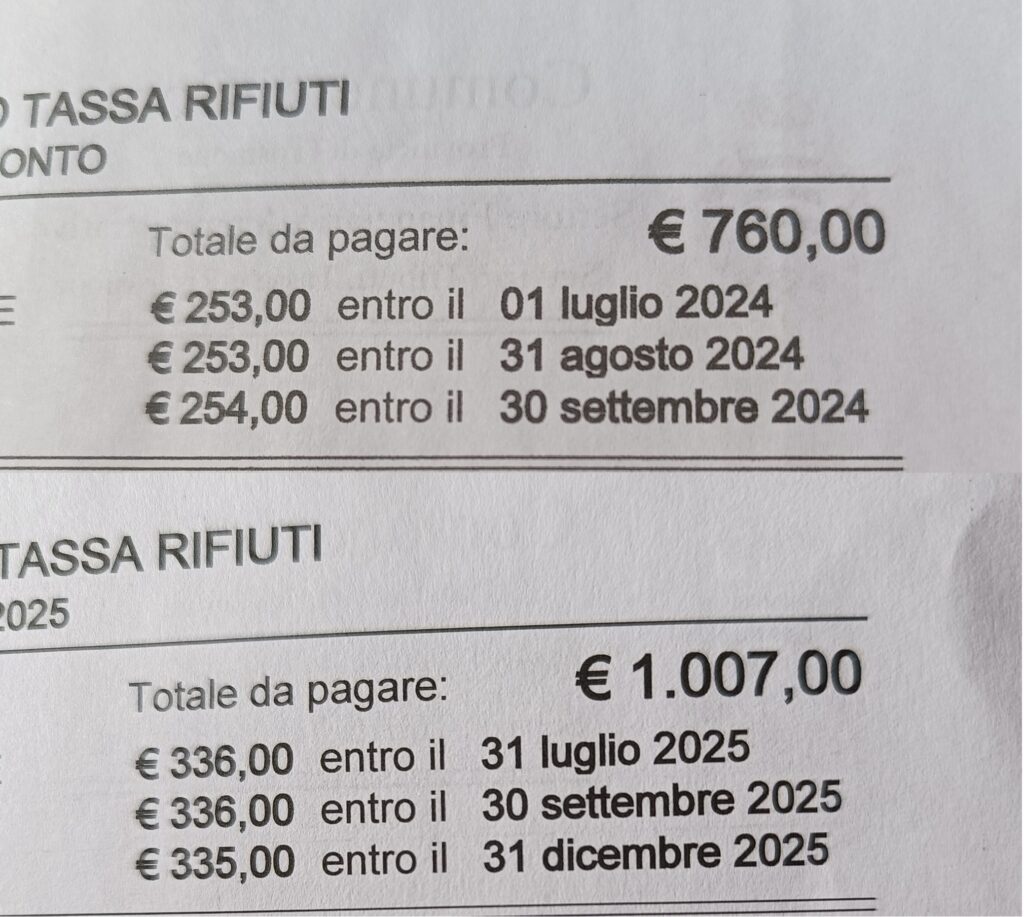 TASSA RIFIUTI
ONTO
Totale da pagare: € 760,00
€ 253,00 entro il 01 luglio 2024
€ 253,00 entro il 31 agosto 2024
€ 254,00 entro il 30 settembre 2024
TASSA RIFIUTI
2025
Totale da pagare: € 1.007,00
€ 336,00 entro il 31 luglio 2025
€ 336,00 entro il 30 settembre 2025
€ 335,00 entro il 31 dicembre 2025